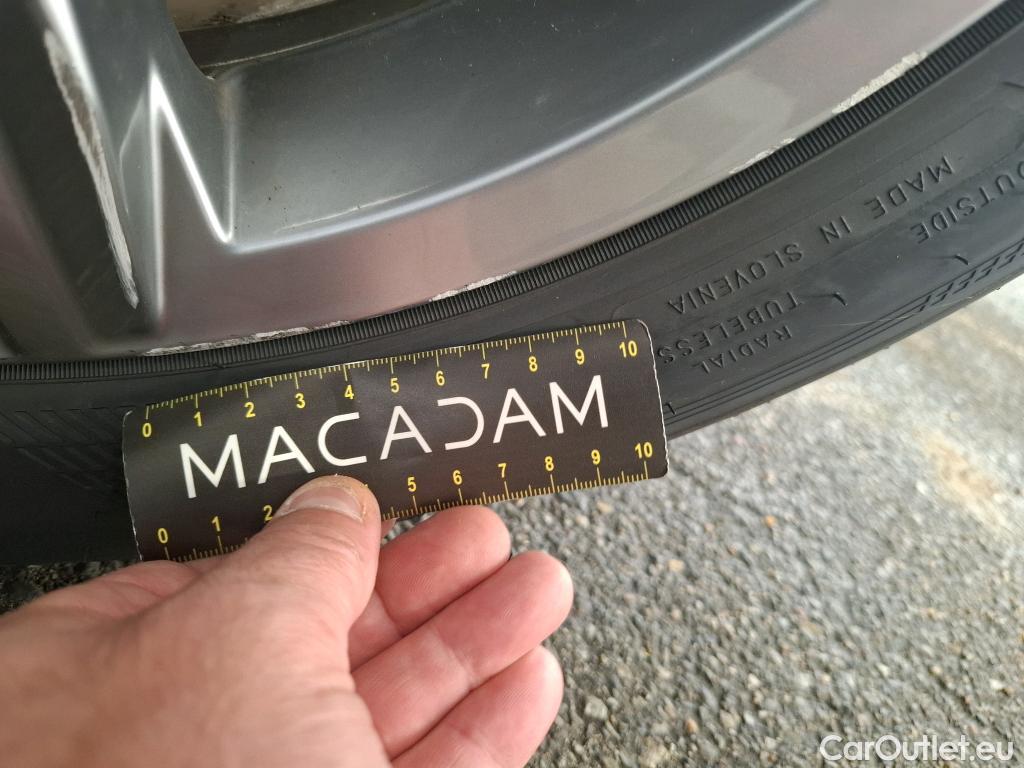 OUTSIDE
MADE IN SLOVENIA
TUBELESS
RADIAL
0 1 2 3 4 5 6 7 8 9 10
MACADAM
0 1 2 5 6 7 8 9 10
CarOutlet.eu